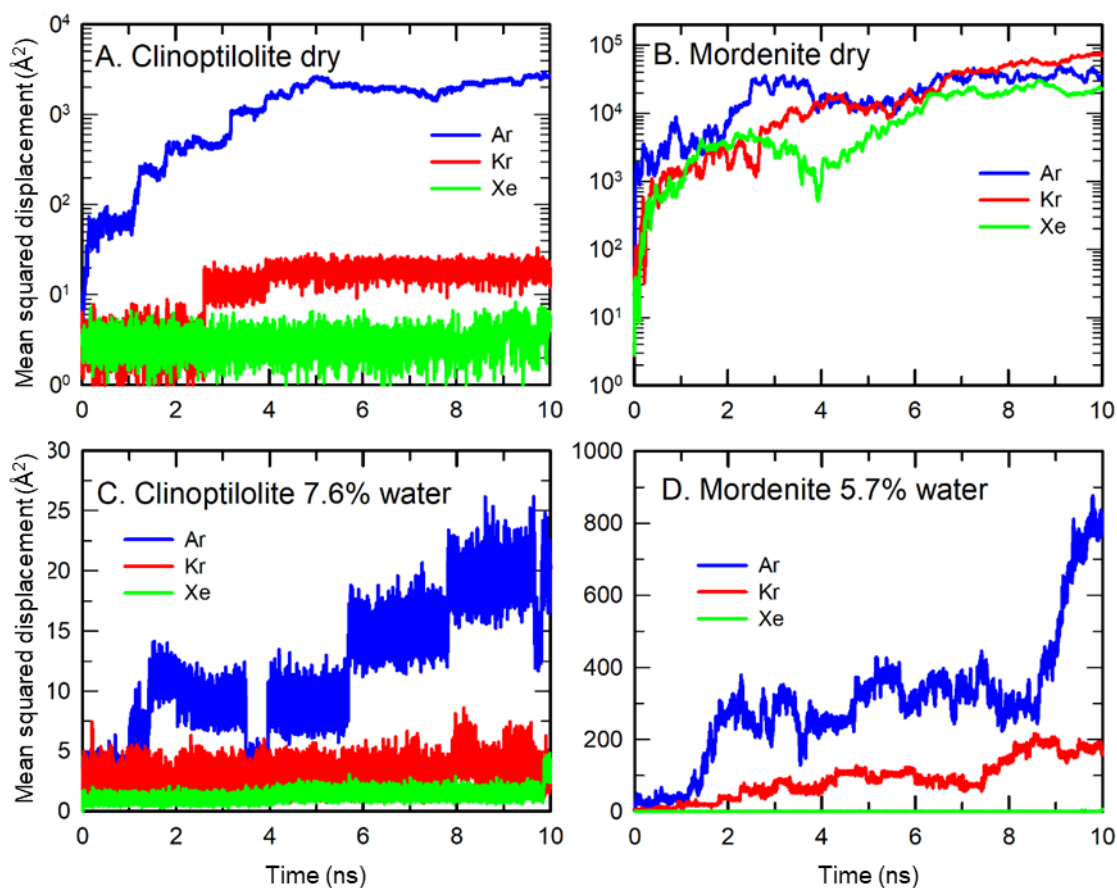 A. Clinoptilolite dry
Mean squared displacement (Å²)
0⁴
10³
10²
10¹
10⁰
Ar
Kr
Xe
0 2 4 6 8 10
B. Mordenite dry
10⁵
10⁴
10³
10²
10¹
10⁰
Ar
Kr
Xe
0 2 4 6 8 10
C. Clinoptilolite 7.6% water
Mean squared displacement (Å²)
30
25
20
15
10
5
0
Ar
Kr
Xe
0 2 4 6 8 10
Time (ns)
D. Mordenite 5.7% water
1000
800
600
400
200
0
Ar
Kr
Xe
0 2 4 6 8 10
Time (ns)